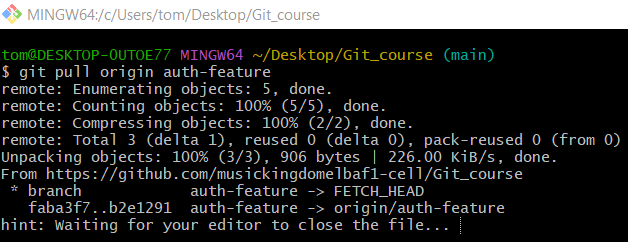 MINGW64:/c/Users/tom/Desktop/Git_course
tom@DESKTOP-OUTOE77 MINGW64 ~/Desktop/Git_course (main)
$ git pull origin auth-feature
remote: Enumerating objects: 5, done.
remote: Counting objects: 100% (5/5), done.
remote: Compressing objects: 100% (2/2), done.
remote: Total 3 (delta 1), reused 0 (delta 0), pack-reused 0 (from 0)
Unpacking objects: 100% (3/3), 906 bytes | 226.00 KiB/s, done.
From https://github.com/musickingdomelbaf1-cell/Git_course
 * branch            auth-feature -> FETCH_HEAD
   faba3f7..b2e1291  auth-feature -> origin/auth-feature
hint: Waiting for your editor to close the file...